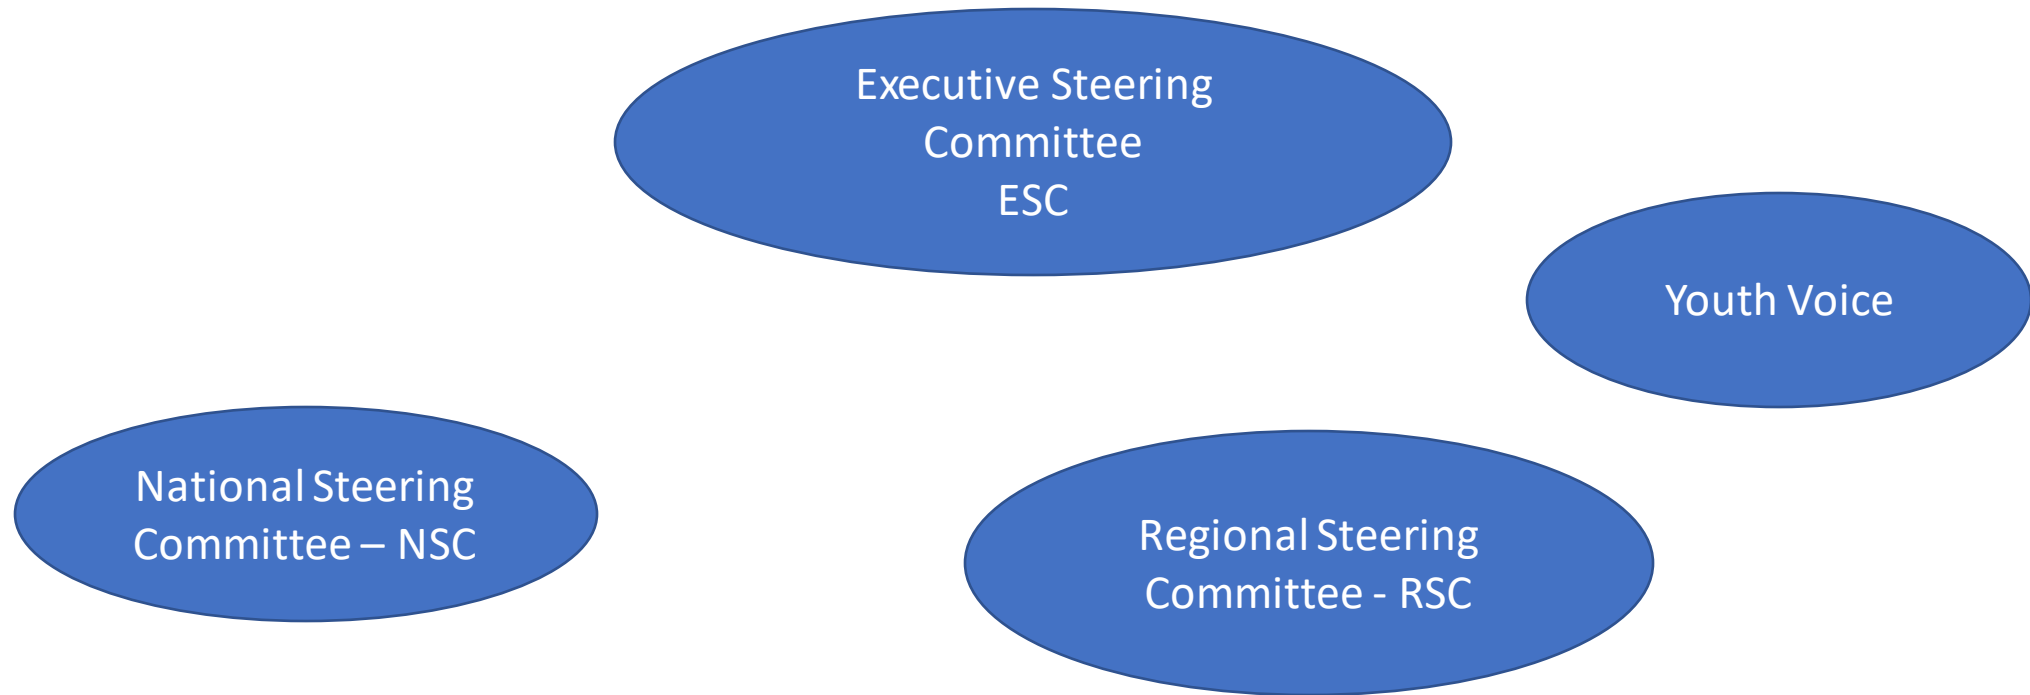 Executive Steering
Committee
ESC
Youth Voice
National Steering
Committee – NSC
Regional Steering
Committee - RSC